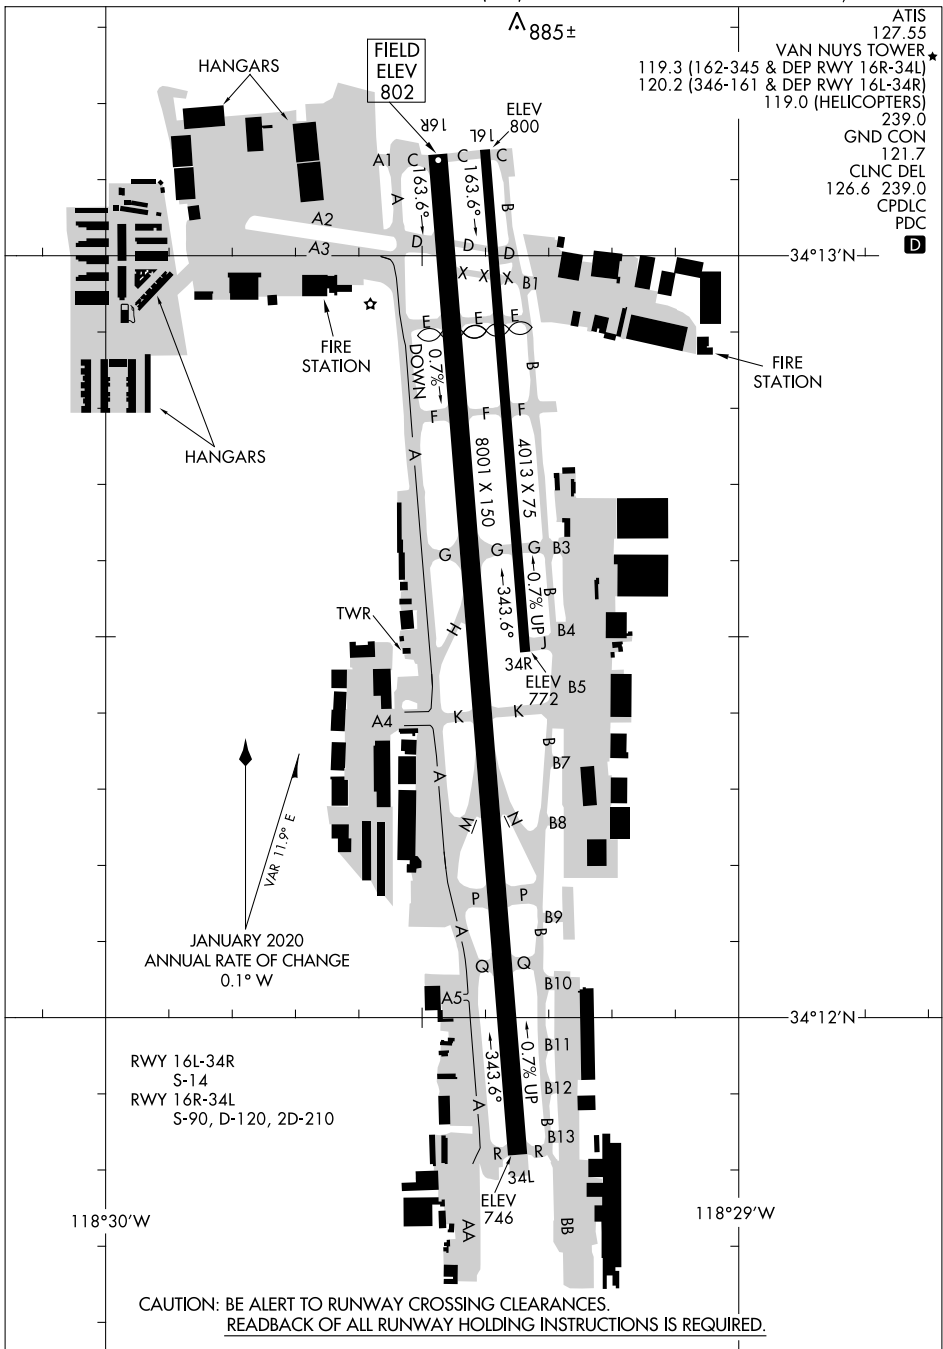 885±
ATIS
127.55
VAN NUYS TOWER
119.3 (162-345 & DEP RWY 16R-34L)
120.2 (346-161 & DEP RWY 16L-34R)
119.0 (HELICOPTERS)
239.0
GND CON
121.7
CLNC DEL
126.6 239.0
CPDLC
PDC
D
FIELD
ELEV
802
HANGARS
16R
16L
ELEV
800
A1
C
C
C
163.6°
163.6°
A
B
A2
A3
D
D
D
34°13'N
X
X
X
B1
E
E
E
FIRE
STATION
0.7%
DOWN
B
FIRE
STATION
F
F
F
HANGARS
A
8001 X 150
4013 X 75
G
G
G
B3
343.6°
0.7% UP
B
TWR
H
B4
34R
ELEV
772
B5
A4
K
K
B
B7
A
VAR 11.9° E
M
N
B8
P
P
B9
A
B
JANUARY 2020
ANNUAL RATE OF CHANGE
0.1° W
Q
Q
B10
A5
34°12'N
343.6°
0.7% UP
B11
RWY 16L-34R
S-14
RWY 16R-34L
S-90, D-120, 2D-210
B12
A
B
B13
R
R
34L
ELEV
746
118°30'W
118°29'W
AA
BB
CAUTION: BE ALERT TO RUNWAY CROSSING CLEARANCES.
READBACK OF ALL RUNWAY HOLDING INSTRUCTIONS IS REQUIRED.